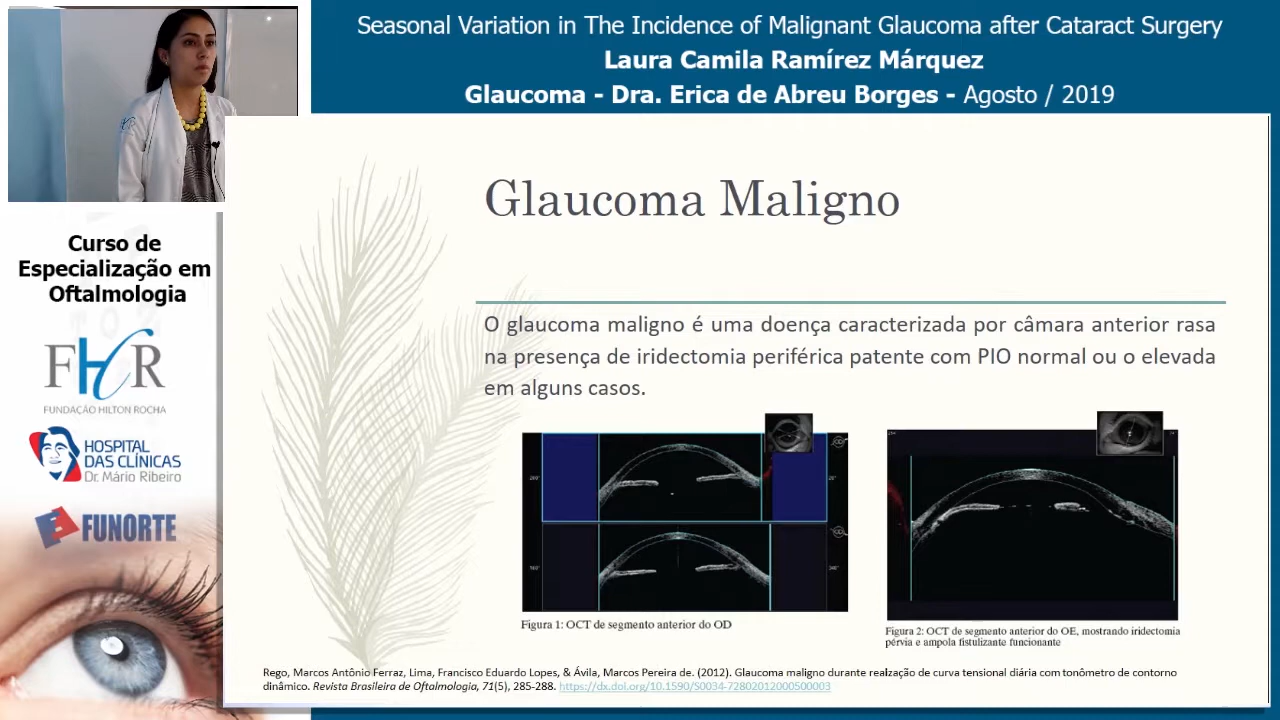 Seasonal Variation in The Incidence of Malignant Glaucoma after Cataract Surgery
Laura Camila Ramírez Márquez
Glaucoma - Dra. Erica de Abreu Borges - Agosto / 2019
Curso de
Especialização em
Oftalmologia
FHR
FUNDAÇÃO HILTON ROCHA
HOSPITAL
DAS CLÍNICAS
Dr. Mário Ribeiro
FUNORTE
Glaucoma Maligno
O glaucoma maligno é uma doença caracterizada por câmara anterior rasa
na presença de iridectomia periférica patente com PIO normal ou o elevada
em alguns casos.
Figura 1: OCT de segmento anterior do OD
Figura 2: OCT de segmento anterior do OE, mostrando iridectomia
pérvia e ampola fistulizante funcionante
Rego, Marcos Antônio Ferraz, Lima, Francisco Eduardo Lopes, & Ávila, Marcos Pereira de. (2012). Glaucoma maligno durante realização de curva tensional diária com tonômetro de contorno
dinâmico. Revista Brasileira de Oftalmologia, 71(5), 285-288. https://dx.doi.org/10.1590/S0034-72802012000500003